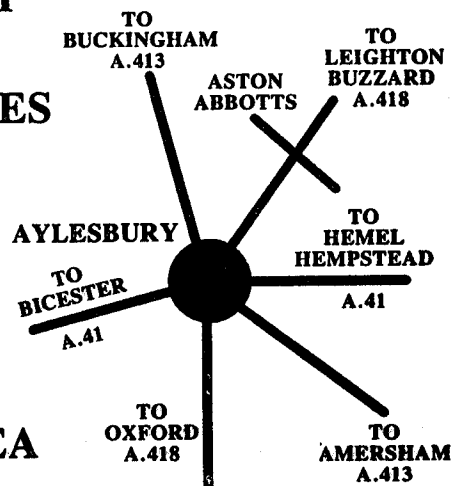 TO
BUCKINGHAM
A.413
TO
LEIGHTON
BUZZARD
A.418
ASTON
ABBOTTS
ES
AYLESBURY
TO
HEMEL
HEMPSTEAD
A.41
TO
BICESTER
A.41
TO
OXFORD
A.418
TO
AMERSHAM
A.413